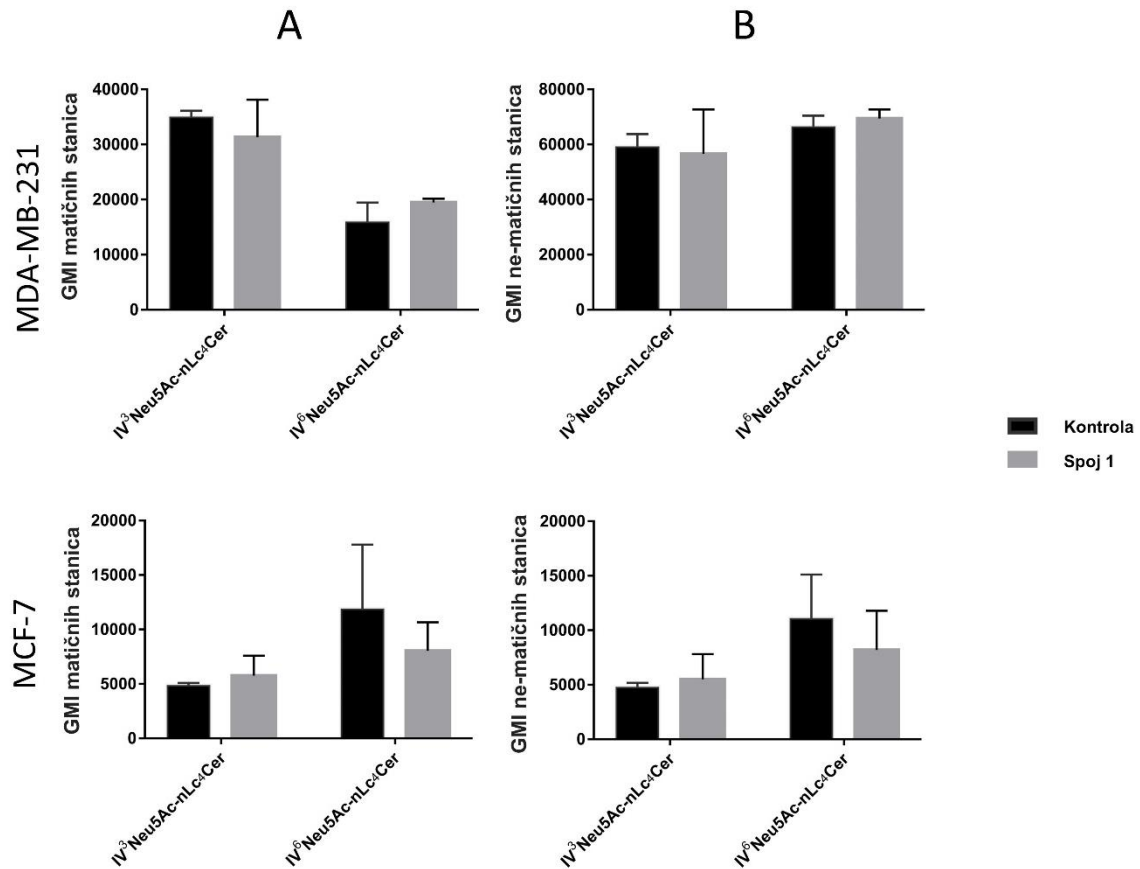 A
B
MDA-MB-231
GMI matičnih stanica
40000
30000
20000
10000
0
IV³Neu5Ac-nLc₄Cer
IV⁶Neu5Ac-nLc₄Cer
GMI ne-matičnih stanica
80000
60000
40000
20000
0
IV³Neu5Ac-nLc₄Cer
IV⁶Neu5Ac-nLc₄Cer
Kontrola
Spoj 1
MCF-7
GMI matičnih stanica
20000
15000
10000
5000
0
IV³Neu5Ac-nLc₄Cer
IV⁶Neu5Ac-nLc₄Cer
GMI ne-matičnih stanica
20000
15000
10000
5000
0
IV³Neu5Ac-nLc₄Cer
IV⁶Neu5Ac-nLc₄Cer